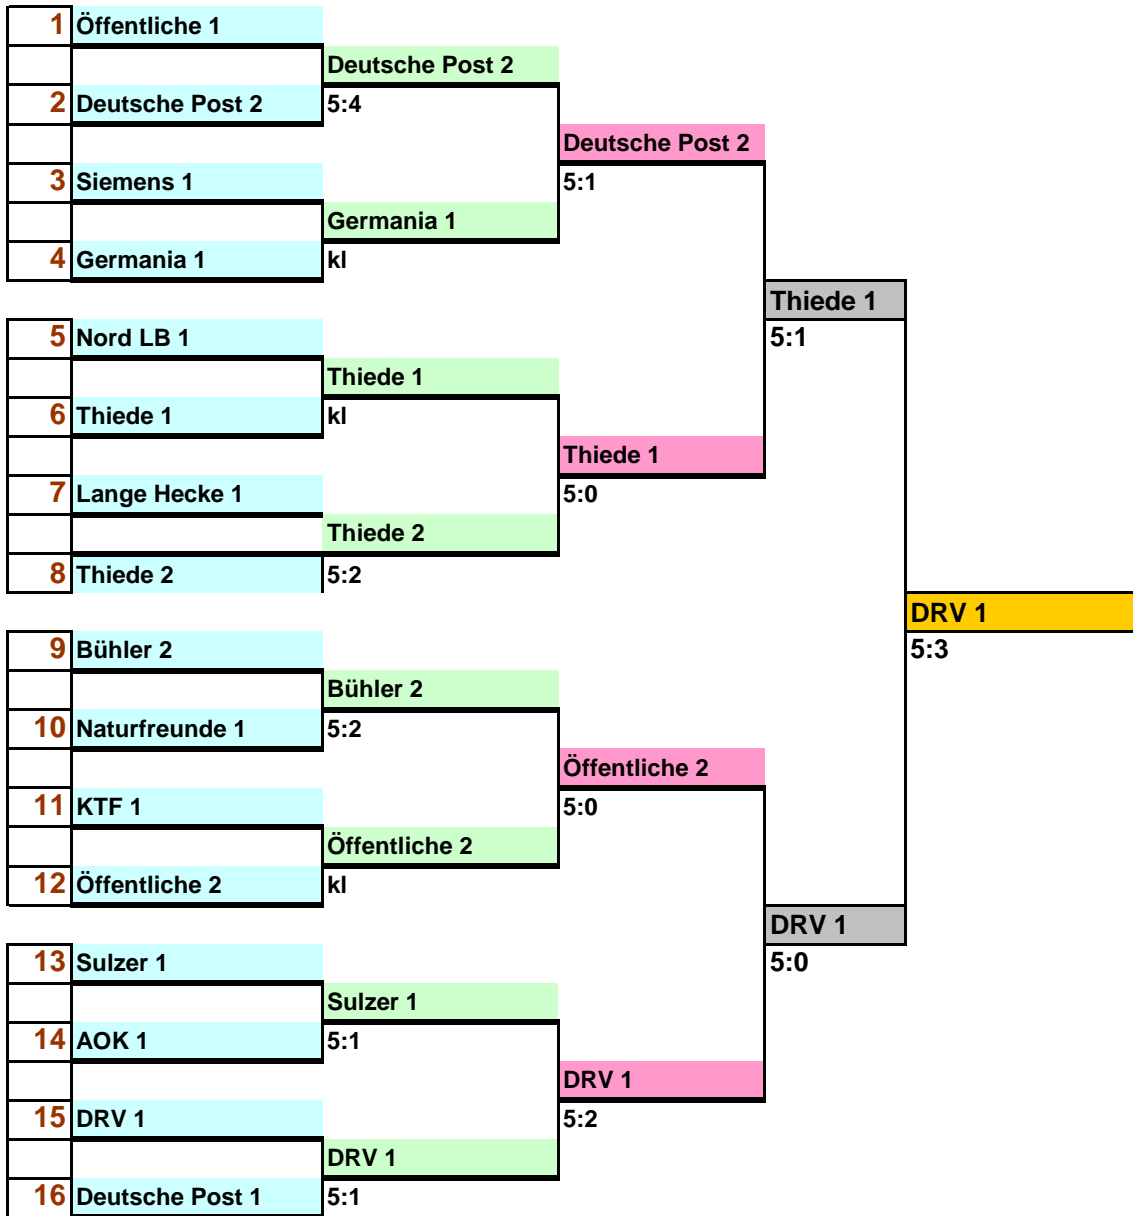 1 Öffentliche 1
Deutsche Post 2
2 Deutsche Post 2 5:4
Deutsche Post 2
3 Siemens 1 5:1
Germania 1
4 Germania 1 kl
Thiede 1
5 Nord LB 1 5:1
Thiede 1
6 Thiede 1 kl
Thiede 1
7 Lange Hecke 1 5:0
Thiede 2
8 Thiede 2 5:2
DRV 1
9 Bühler 2 5:3
Bühler 2
10 Naturfreunde 1 5:2
Öffentliche 2
11 KTF 1 5:0
Öffentliche 2
12 Öffentliche 2 kl
DRV 1
13 Sulzer 1 5:0
Sulzer 1
14 AOK 1 5:1
DRV 1
15 DRV 1 5:2
DRV 1
16 Deutsche Post 1 5:1